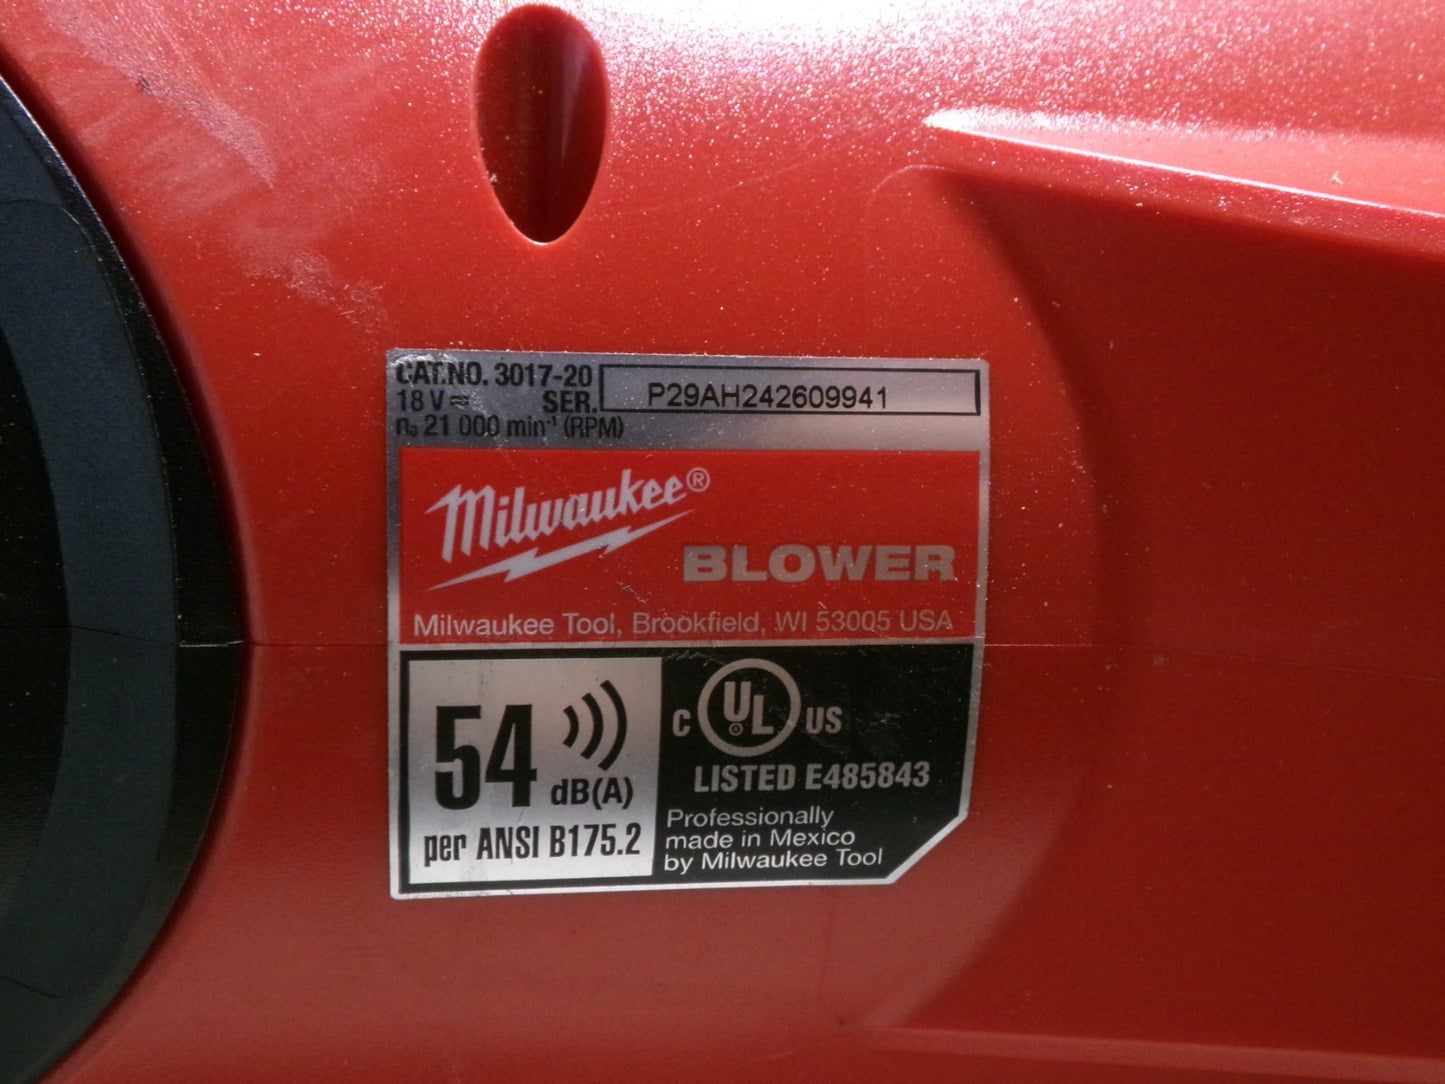 CAT.NO. 3017-20
18 V ⎓ SER. P29AH242609941
n₀ 21 000 min⁻¹ (RPM)
Milwaukee®
BLOWER
Milwaukee Tool, Brookfield, WI 53005 USA
54 dB(A)
per ANSI B175.2
C UL® US
LISTED E485843
Professionally
made in Mexico
by Milwaukee Tool